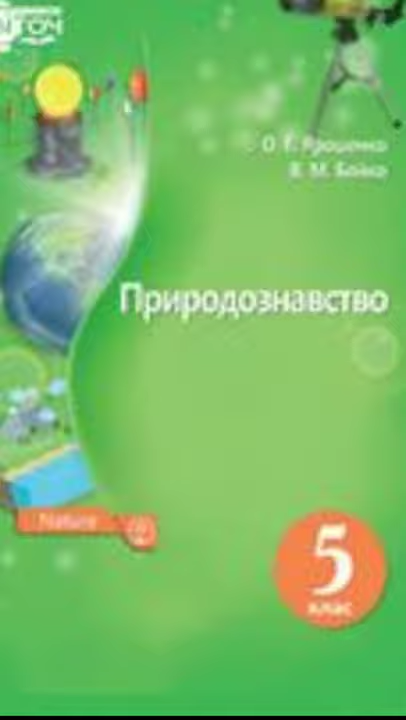 О. Г. Ярошенко
В. М. Бойко
Природознавство
Nature
5
клас